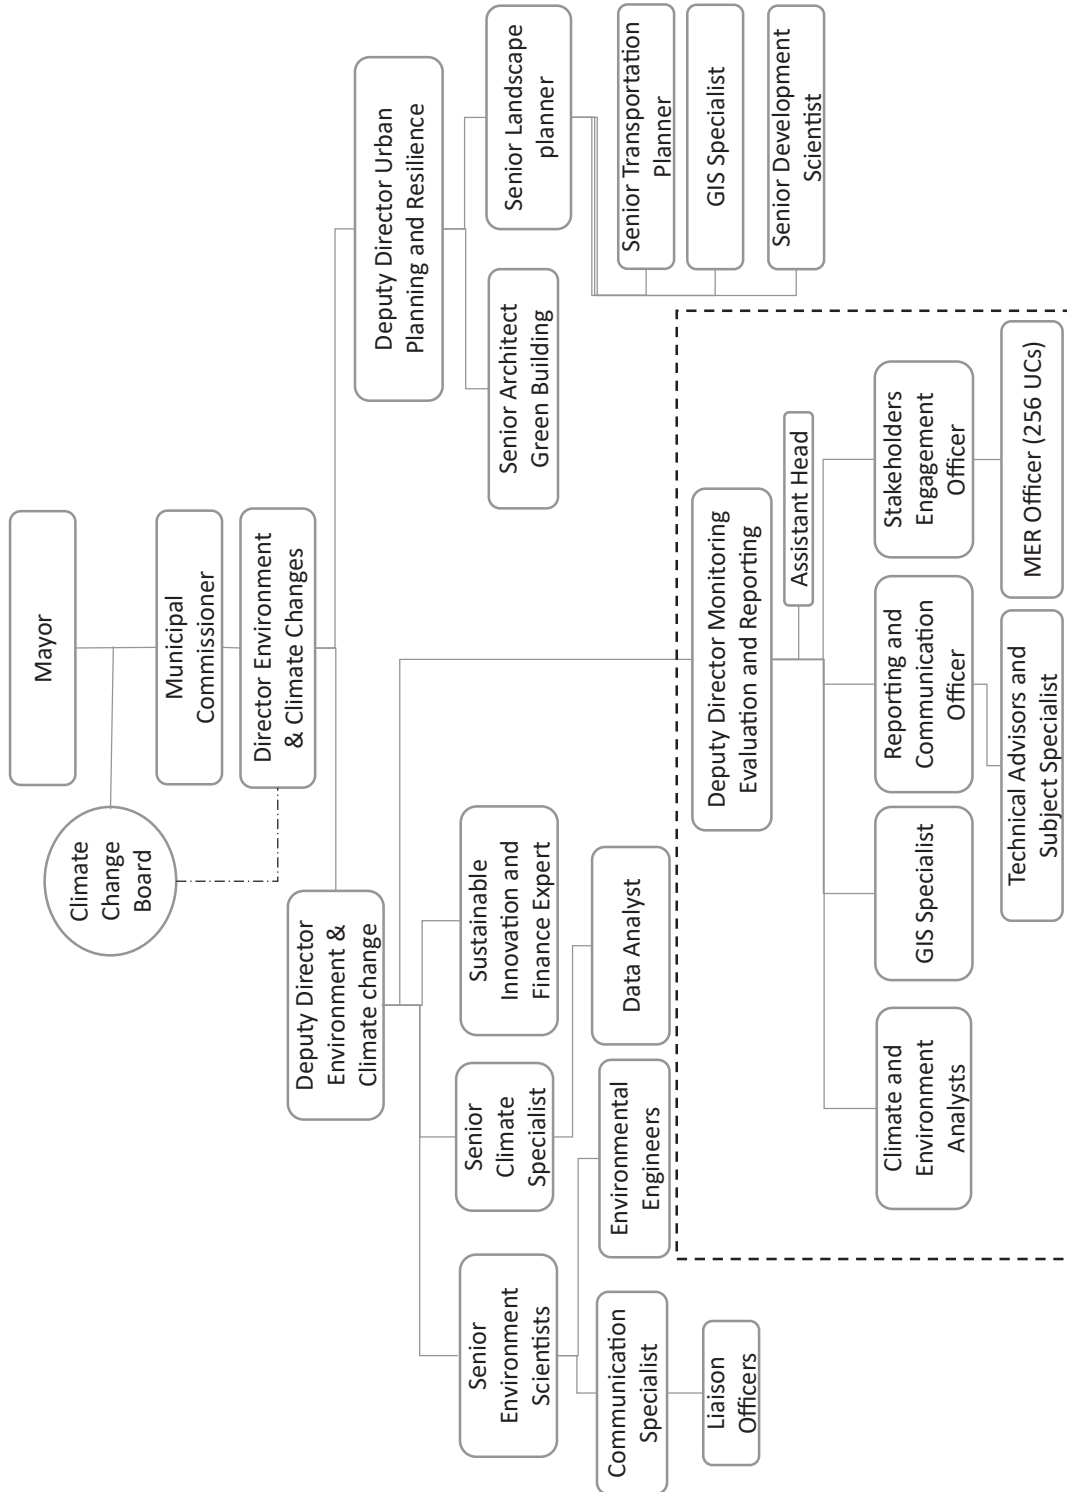 Mayor
Climate
Change
Board
Municipal
Commissioner
Director Environment
& Climate Changes
Deputy Director
Environment &
Climate change
Deputy Director Urban
Planning and Resilience
Senior
Environment
Scientists
Senior
Climate
Specialist
Sustainable
Innovation and
Finance Expert
Senior Architect
Green Building
Senior Landscape
planner
Communication
Specialist
Environmental
Engineers
Data Analyst
Senior Transportation
Planner
Liaison
Officers
GIS Specialist
Senior Development
Scientist
Deputy Director Monitoring
Evaluation and Reporting
Assistant Head
Climate and
Environment
Analysts
GIS Specialist
Reporting and
Communication
Officer
Stakeholders
Engagement
Officer
Technical Advisors and
Subject Specialist
MER Officer (256 UCs)